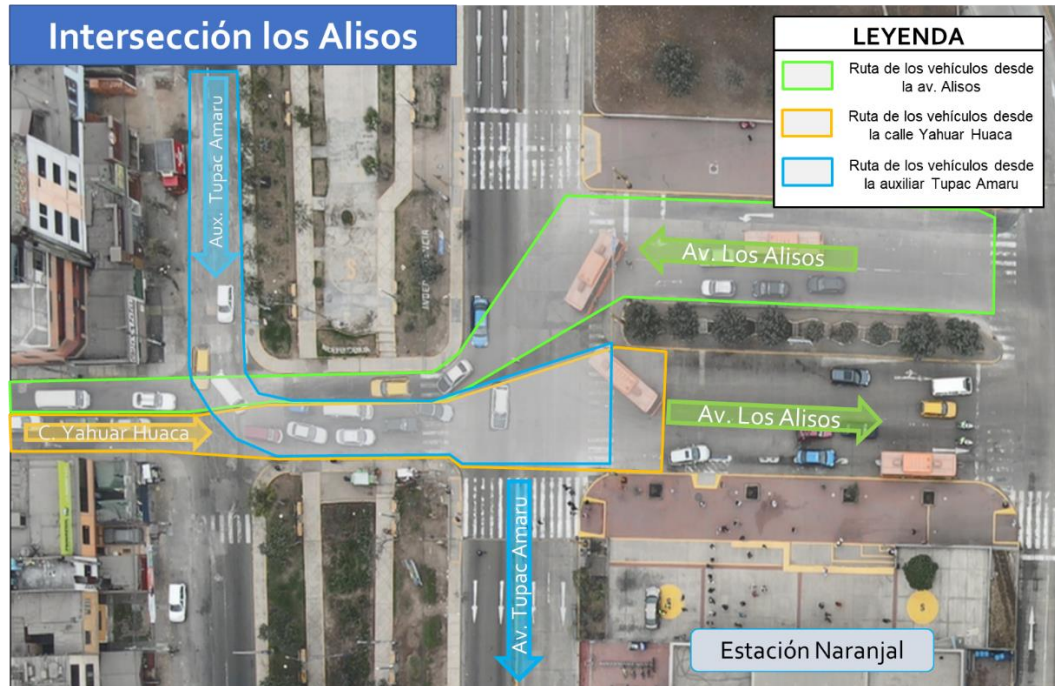 Intersección los Alisos
LEYENDA
Ruta de los vehículos desde
la av. Alisos
Ruta de los vehículos desde
la calle Yahuar Huaca
Ruta de los vehículos desde
la auxiliar Tupac Amaru
Aux. Tupac Amaru
Av. Los Alisos
C. Yahuar Huaca
Av. Los Alisos
Av. Tupac Amaru
Estación Naranjal
S
S